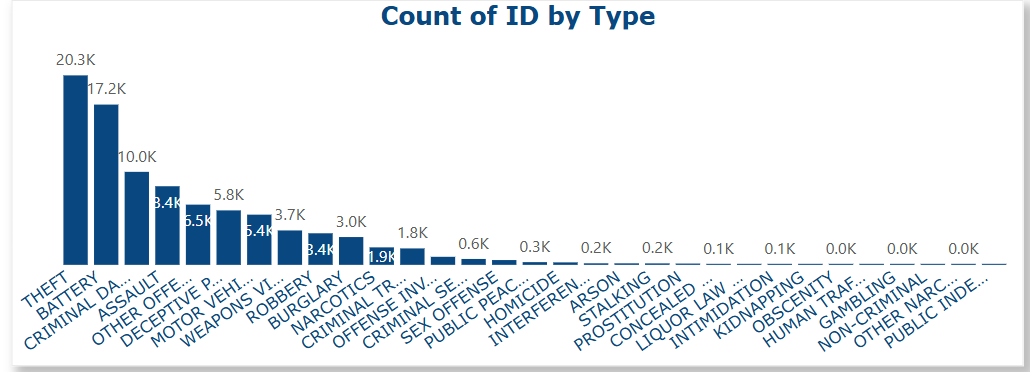 Count of ID by Type
20.3K
17.2K
10.0K
8.4K
6.5K
5.8K
5.4K
3.7K
3.4K
3.0K
1.9K
1.8K
0.6K
0.3K
0.2K
0.2K
0.1K
0.1K
0.0K
0.0K
0.0K
THEFT
BATTERY
CRIMINAL DA...
ASSAULT
OTHER OFFE...
DECEPTIVE P...
MOTOR VEHI...
WEAPONS VI...
ROBBERY
BURGLARY
NARCOTICS
CRIMINAL TR...
OFFENSE INV...
CRIMINAL SE...
SEX OFFENSE
PUBLIC PEAC...
HOMICIDE
INTERFEREN...
ARSON
STALKING
PROSTITUTION
CONCEALED ...
LIQUOR LAW ...
INTIMIDATION
KIDNAPPING
OBSCENITY
HUMAN TRAF...
GAMBLING
NON-CRIMINAL
OTHER NARC...
PUBLIC INDE...